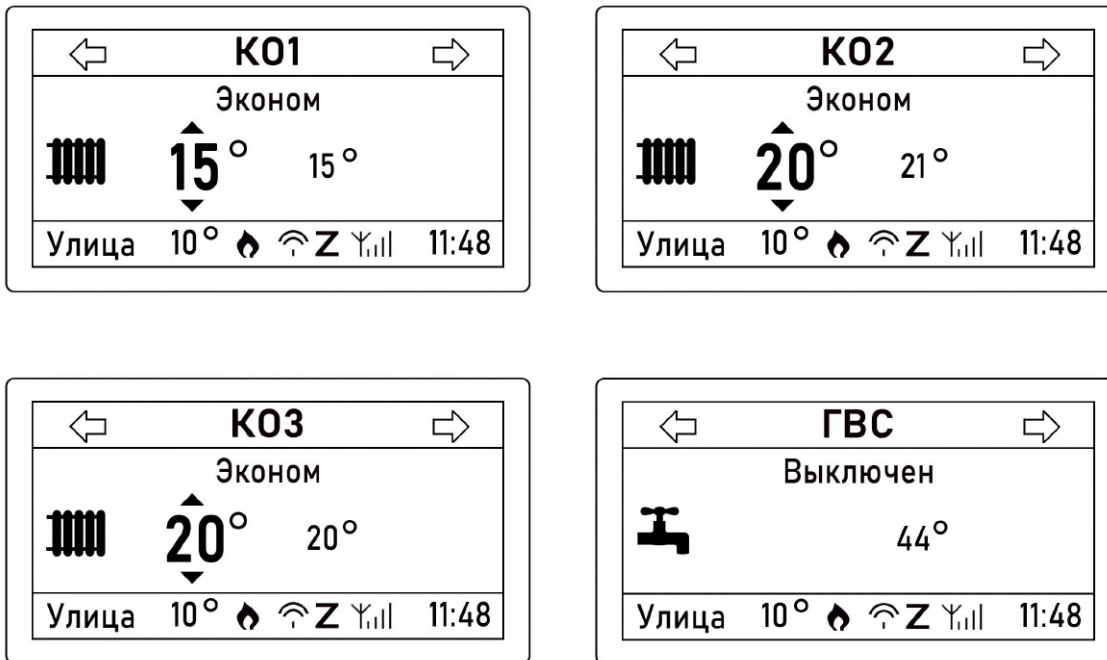 КО1
Эконом
15° 15°
Улица 10° Z 11:48
КО2
Эконом
20° 21°
Улица 10° Z 11:48
КО3
Эконом
20° 20°
Улица 10° Z 11:48
ГВС
Выключен
44°
Улица 10° Z 11:48